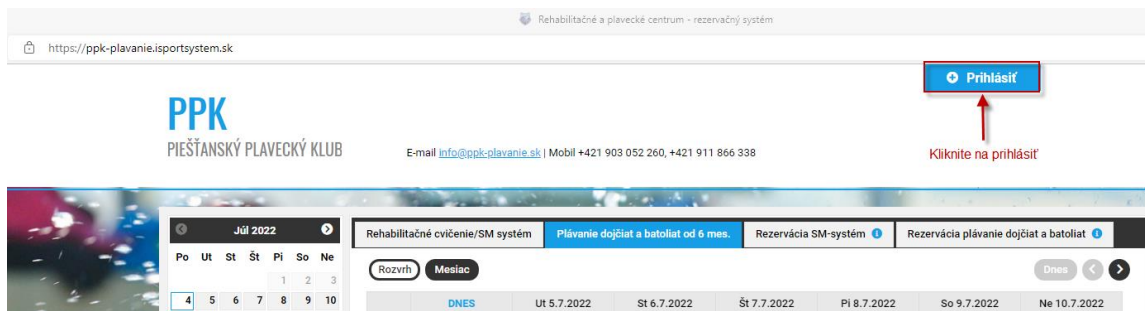 Rehabilitačné a plavecké centrum - rezervačný systém
https://ppk-plavanie.isportsystem.sk
Prihlásiť
PPK
PIEŠŤANSKÝ PLAVECKÝ KLUB
E-mail info@ppk-plavanie.sk | Mobil +421 903 052 260, +421 911 866 338
Kliknite na prihlásiť
Júl 2022
Rehabilitačné cvičenie/SM systém Plávanie dojčiat a batoliat od 6 mes. Rezervácia SM-systém Rezervácia plávanie dojčiat a batoliat
Po Ut St Št Pi So Ne
Rozvrh Mesiac Dnes
1 2 3
4 5 6 7 8 9 10
DNES Ut 5.7.2022 St 6.7.2022 Št 7.7.2022 Pi 8.7.2022 So 9.7.2022 Ne 10.7.2022